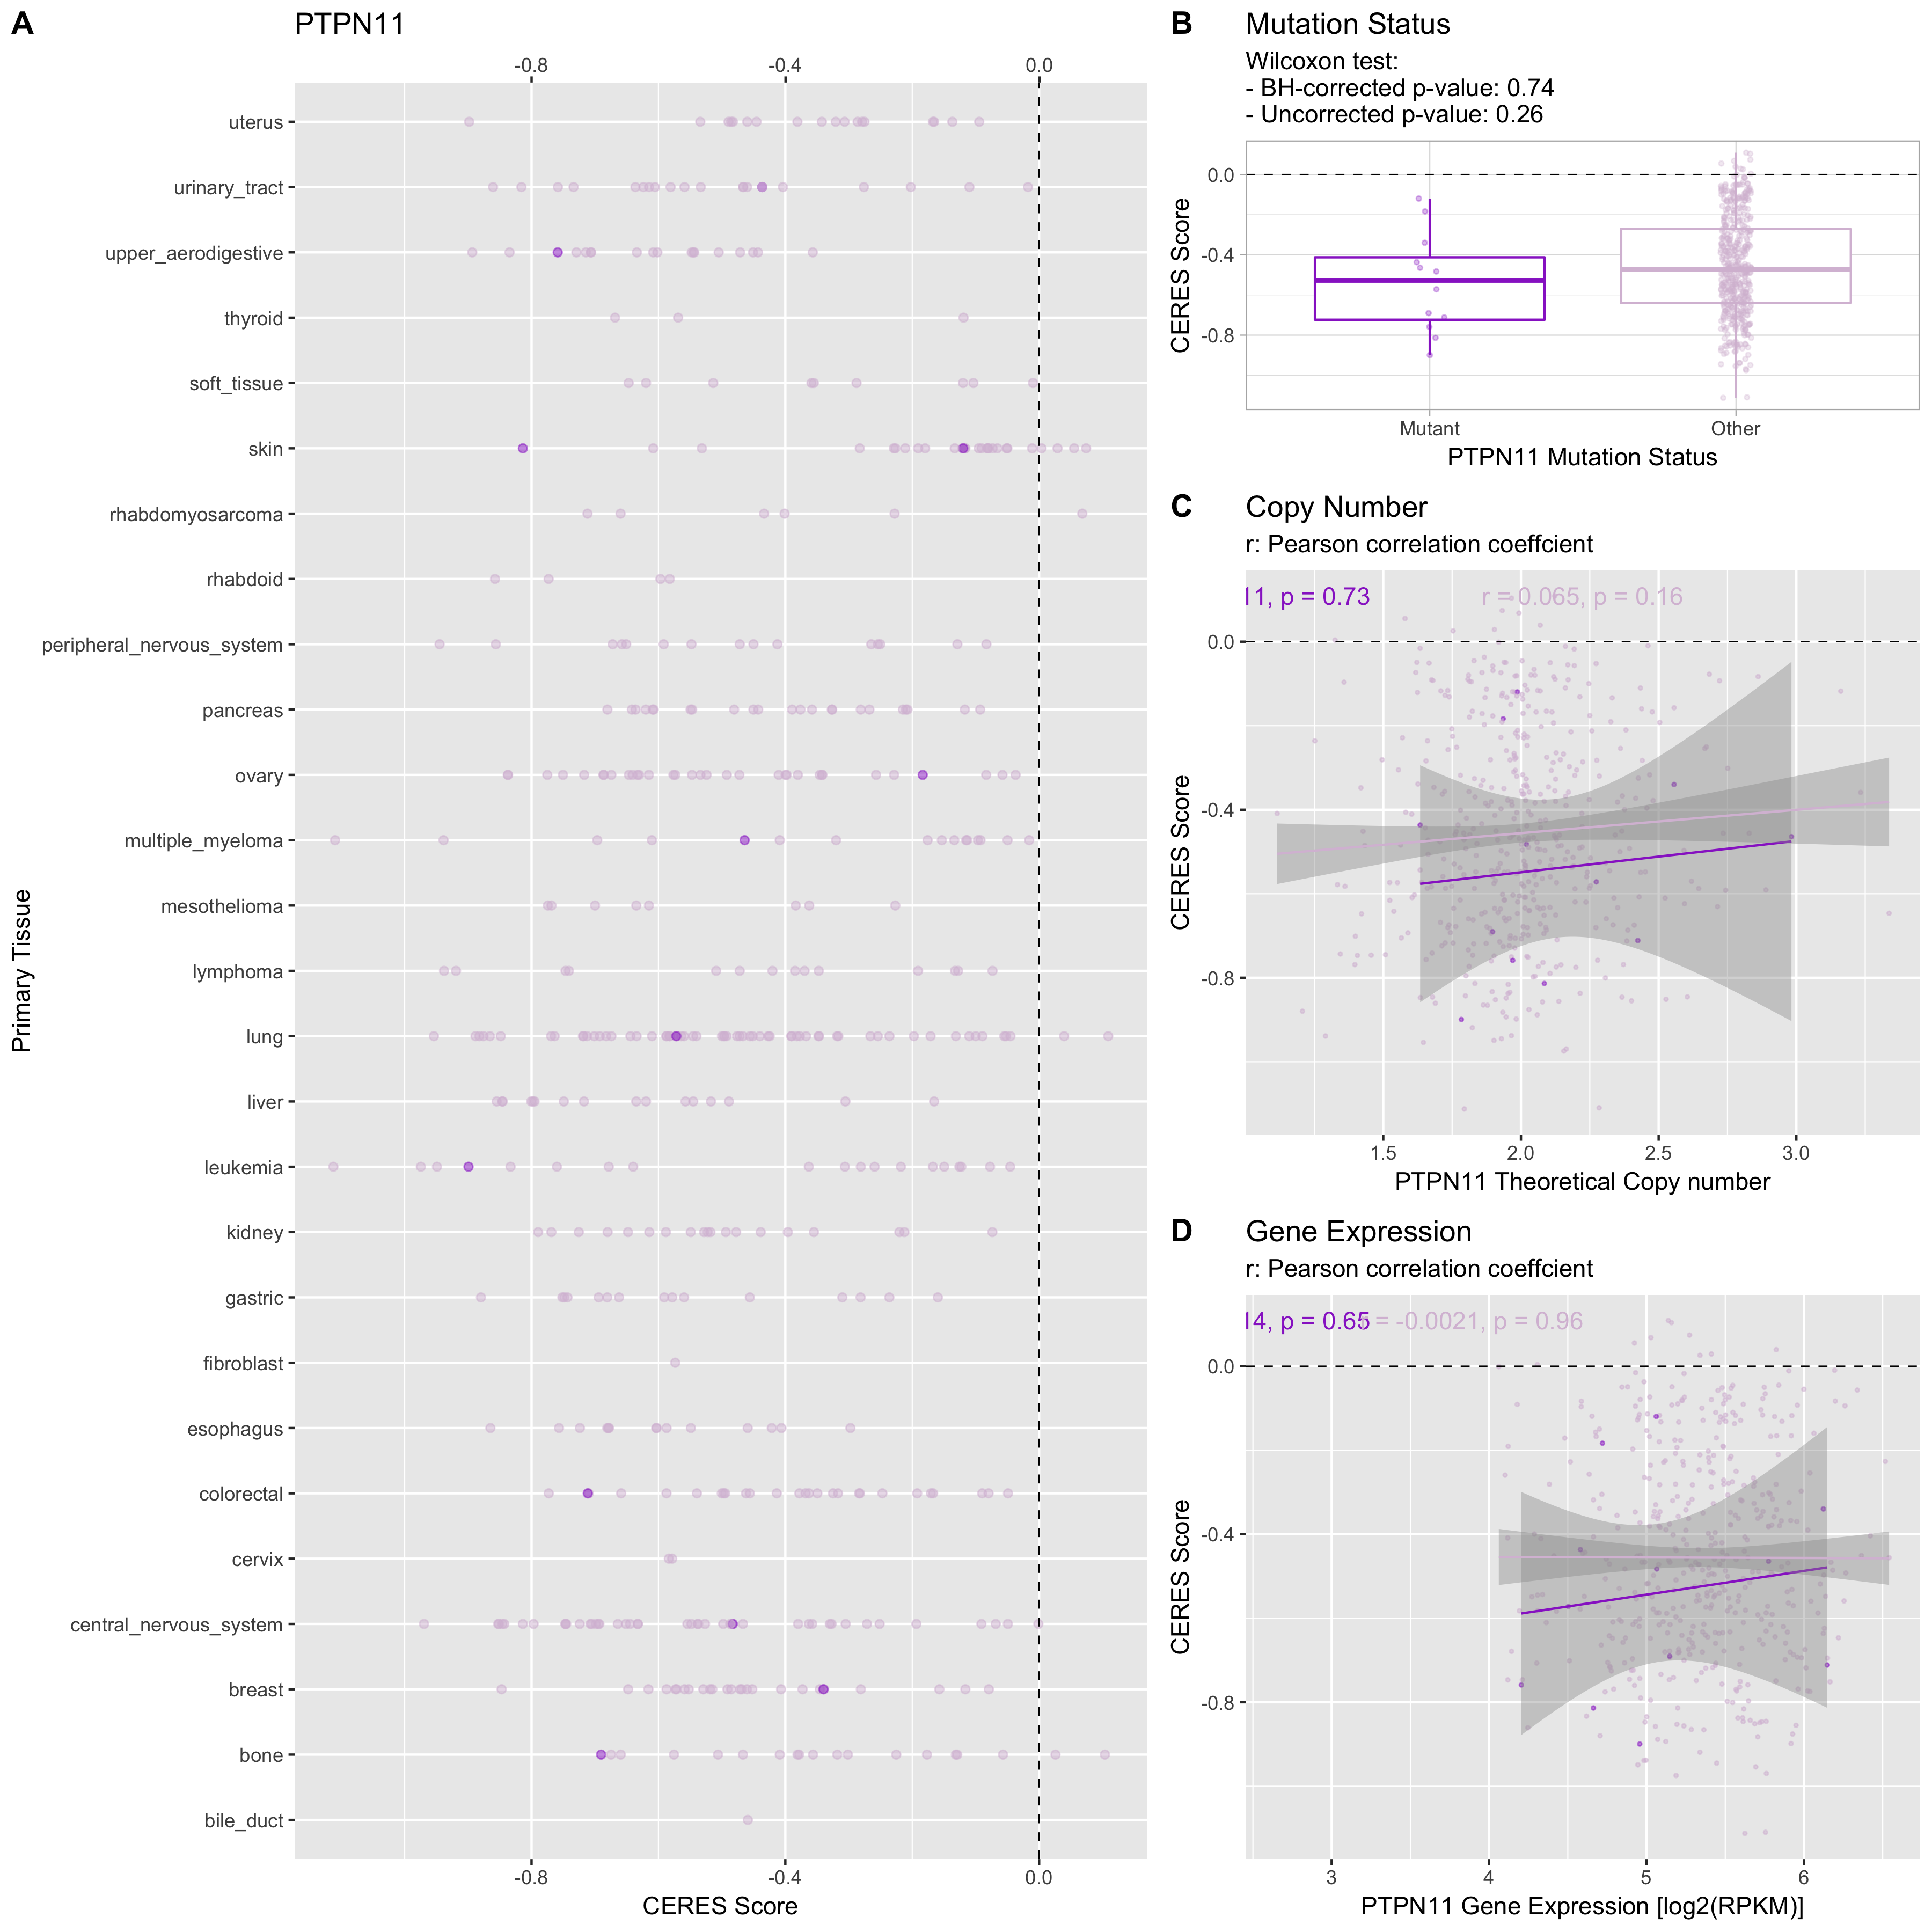 A
PTPN11
-0.8
-0.4
0.0
uterus
urinary_tract
upper_aerodigestive
thyroid
soft_tissue
skin
rhabdomyosarcoma
rhabdoid
peripheral_nervous_system
pancreas
ovary
multiple_myeloma
mesothelioma
lymphoma
lung
liver
leukemia
kidney
gastric
fibroblast
esophagus
colorectal
cervix
central_nervous_system
breast
bone
bile_duct
Primary Tissue
-0.8
-0.4
0.0
CERES Score
B
Mutation Status
Wilcoxon test:
- BH-corrected p-value: 0.74
- Uncorrected p-value: 0.26
0.0
-0.4
-0.8
CERES Score
Mutant
Other
PTPN11 Mutation Status
C
Copy Number
r: Pearson correlation coeffcient
11, p = 0.73
r = 0.065, p = 0.16
0.0
-0.4
-0.8
CERES Score
1.5
2.0
2.5
3.0
PTPN11 Theoretical Copy number
D
Gene Expression
r: Pearson correlation coeffcient
14, p = 0.65
= -0.0021, p = 0.96
0.0
-0.4
-0.8
CERES Score
3
4
5
6
PTPN11 Gene Expression [log2(RPKM)]